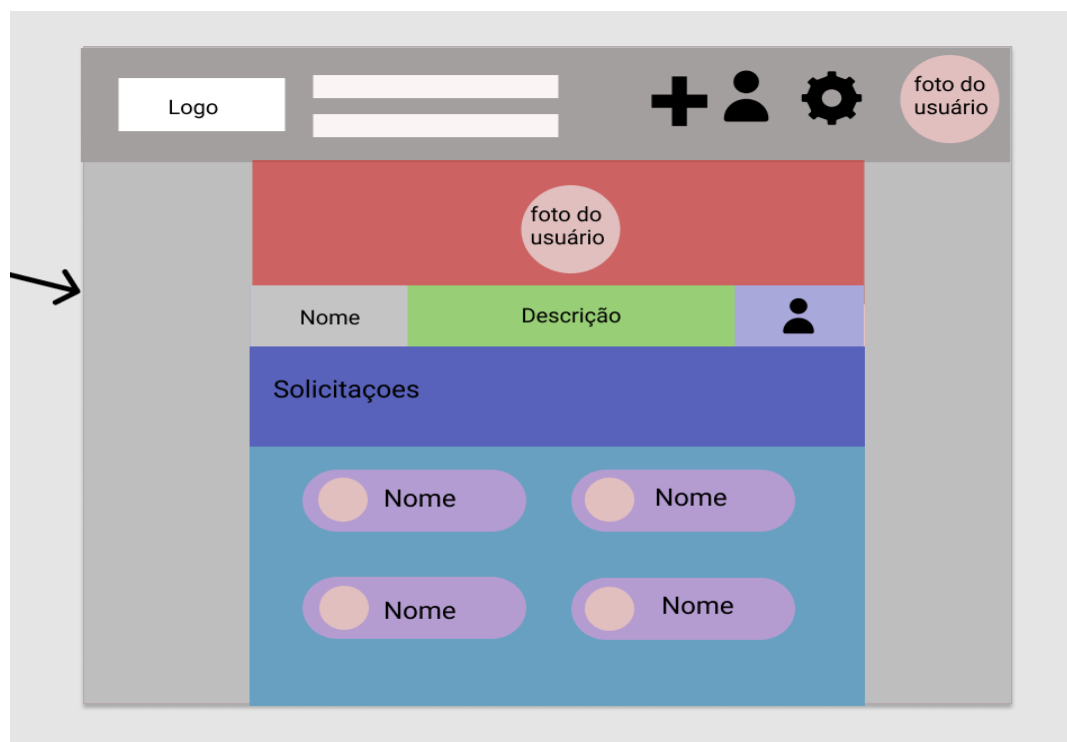 Logo
foto do
usuário
foto do
usuário
Nome
Descrição
Solicitaçoes
Nome
Nome
Nome
Nome